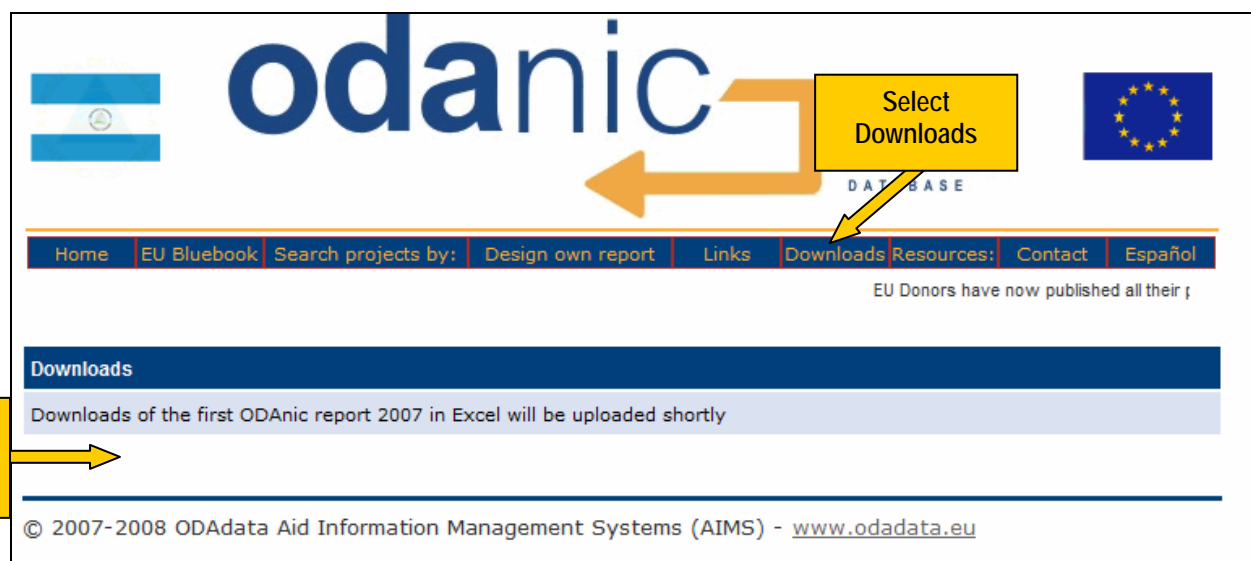 odanic
Select
Downloads
DATABASE
Home EU Bluebook Search projects by: Design own report Links Downloads Resources: Contact Español
EU Donors have now published all their
Downloads
Downloads of the first ODAnic report 2007 in Excel will be uploaded shortly
© 2007-2008 ODAdata Aid Information Management Systems (AIMS) - www.odadata.eu